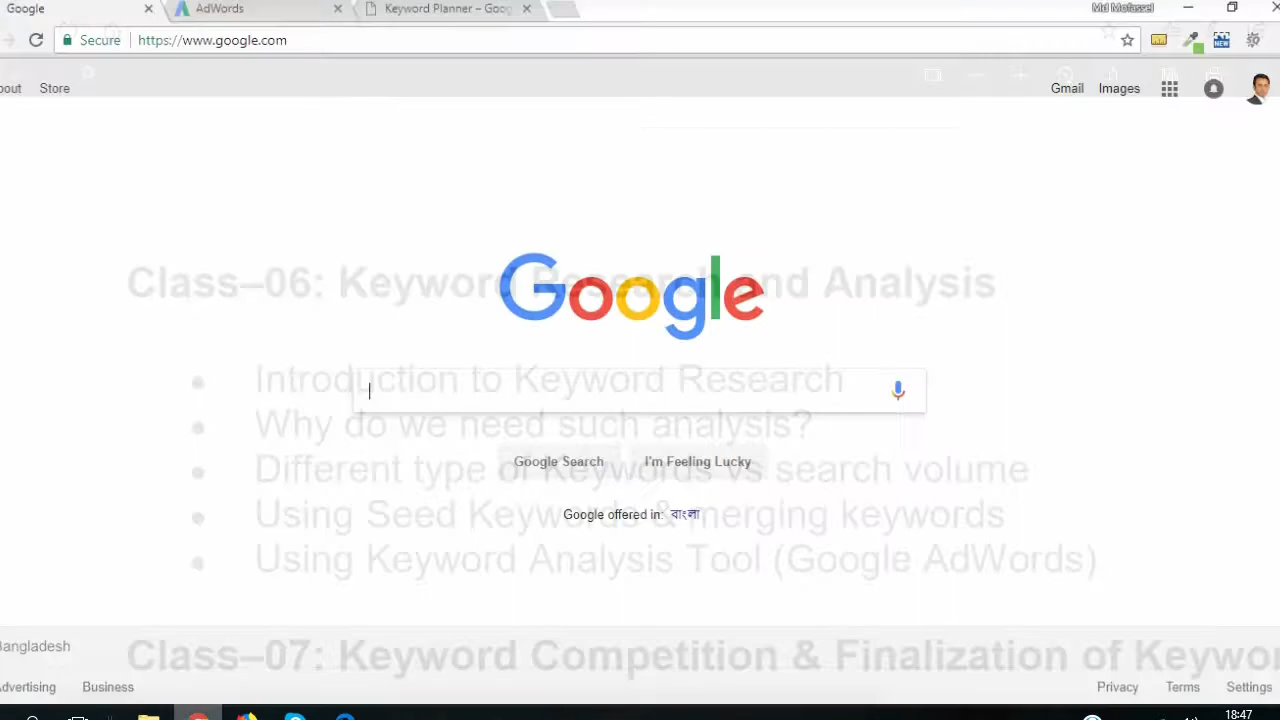 Google
AdWords
Keyword Planner – Goog
Md Mofassel
Secure
https://www.google.com
NEW
bout
Store
Gmail
Images
Google
Class–06: Keyword Research and Analysis
Introduction to Keyword Research
Why do we need such analysis?
Google Search
I'm Feeling Lucky
Different type of Keywords vs search volume
Google offered in: বাংলা
Using Seed Keywords & merging keywords
Using Keyword Analysis Tool (Google AdWords)
Bangladesh
Class–07: Keyword Competition & Finalization of Keywo
Advertising
Business
Privacy
Terms
Settings
18:47